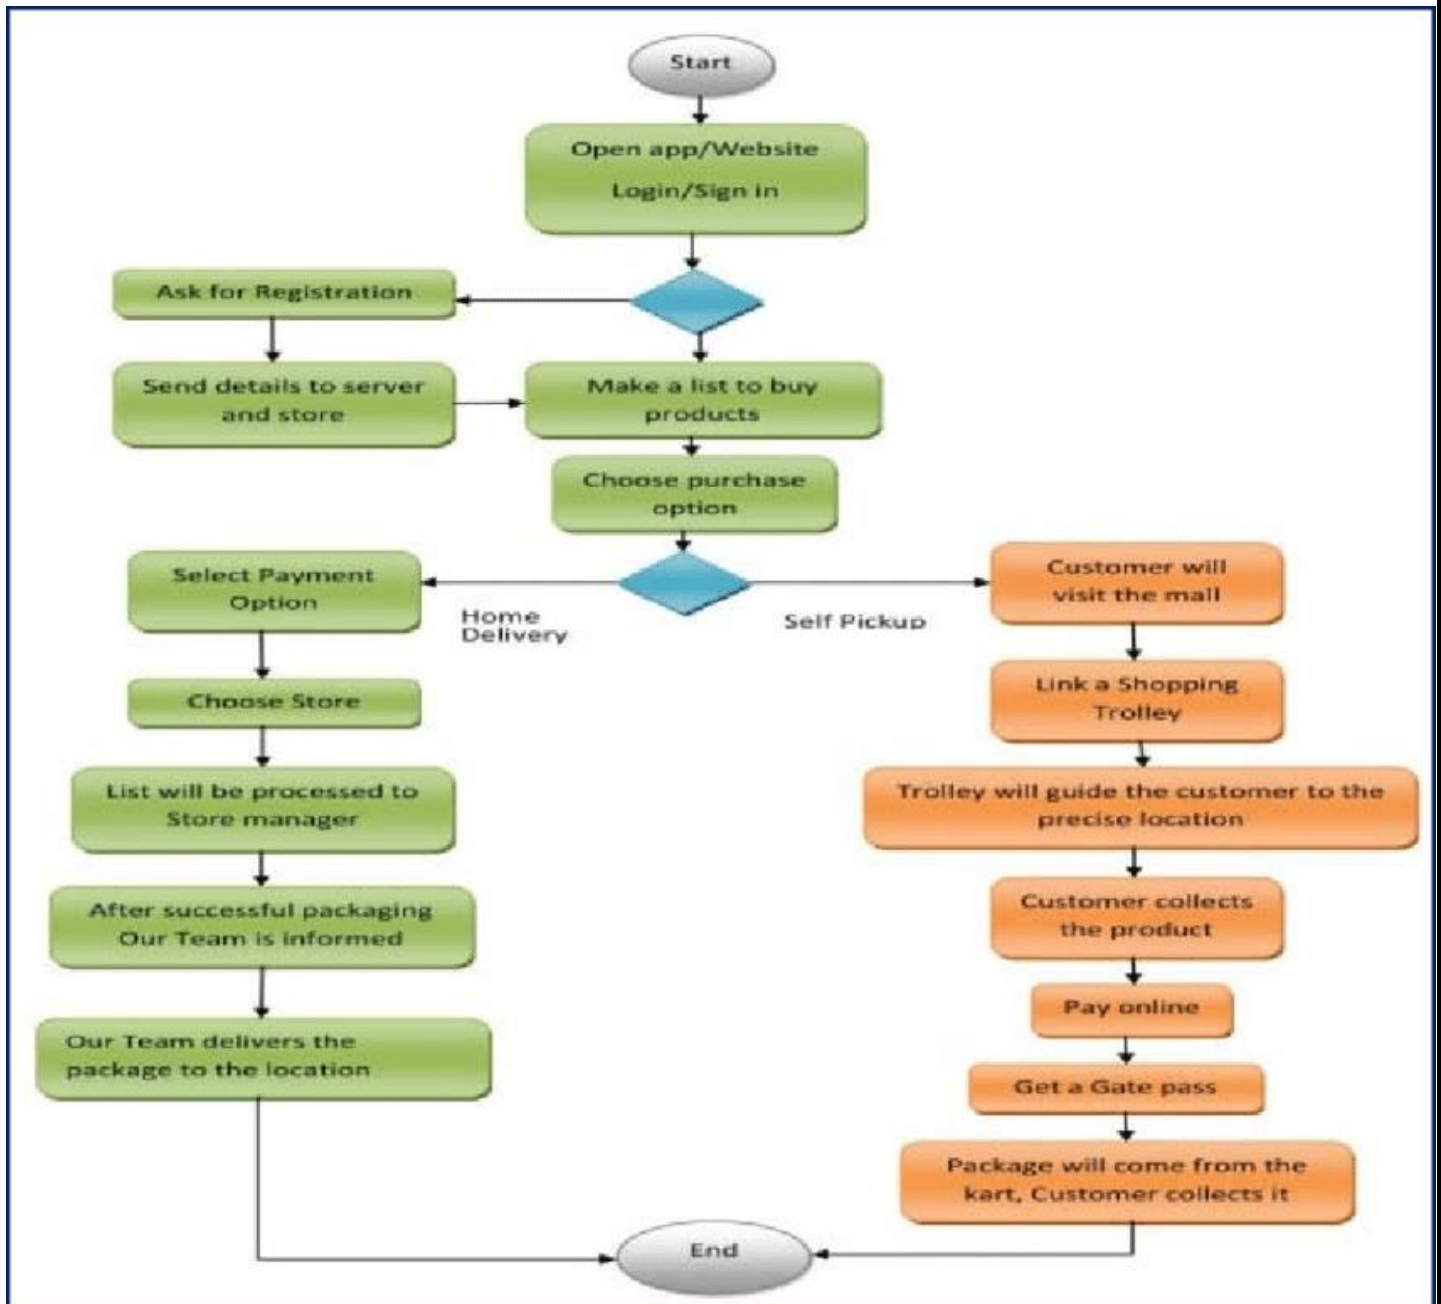 Start
Open app/Website
Login/Sign in
Ask for Registration
Send details to server
and store
Make a list to buy
products
Choose purchase
option
Select Payment
Option
Home
Delivery
Self Pickup
Customer will
visit the mall
Choose Store
Link a Shopping
Trolley
List will be processed to
Store manager
Trolley will guide the customer to the
precise location
After successful packaging
Our Team is informed
Customer collects
the product
Our Team delivers the
package to the location
Pay online
Get a Gate pass
Package will come from the
kart, Customer collects it
End